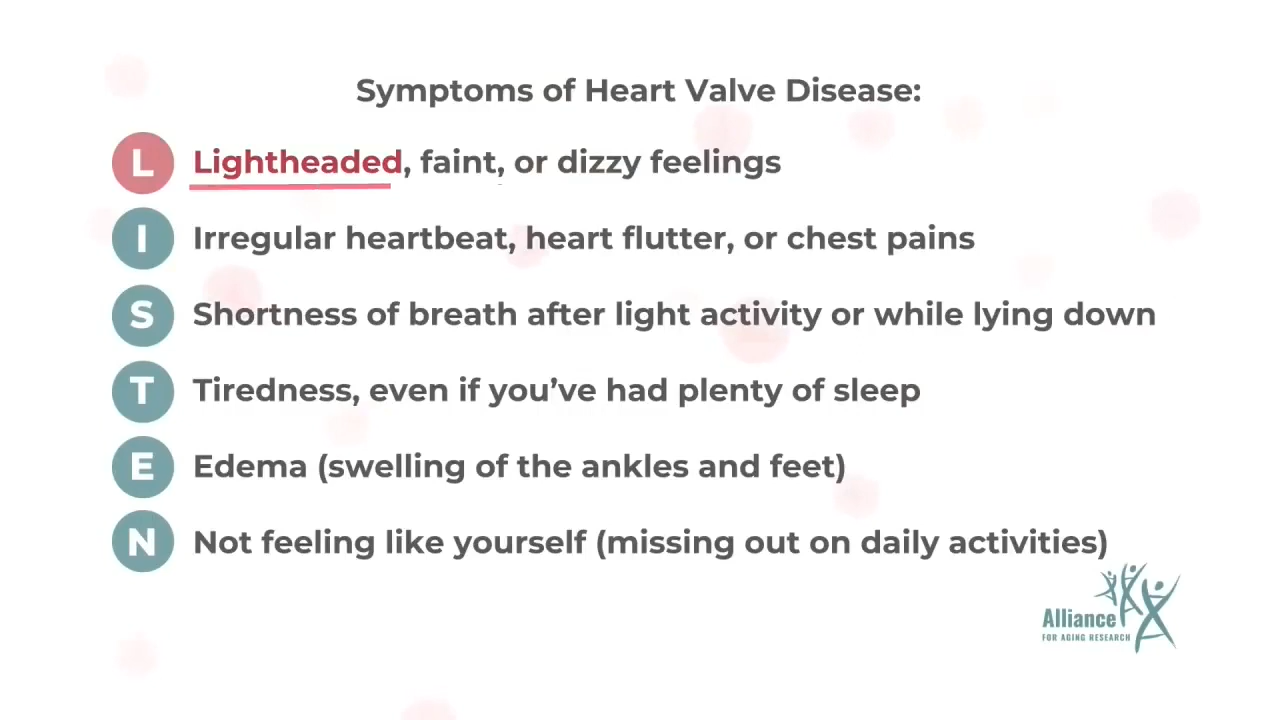 Symptoms of Heart Valve Disease:
L Lightheaded, faint, or dizzy feelings
I Irregular heartbeat, heart flutter, or chest pains
S Shortness of breath after light activity or while lying down
T Tiredness, even if you’ve had plenty of sleep
E Edema (swelling of the ankles and feet)
N Not feeling like yourself (missing out on daily activities)
Alliance
FOR AGING RESEARCH